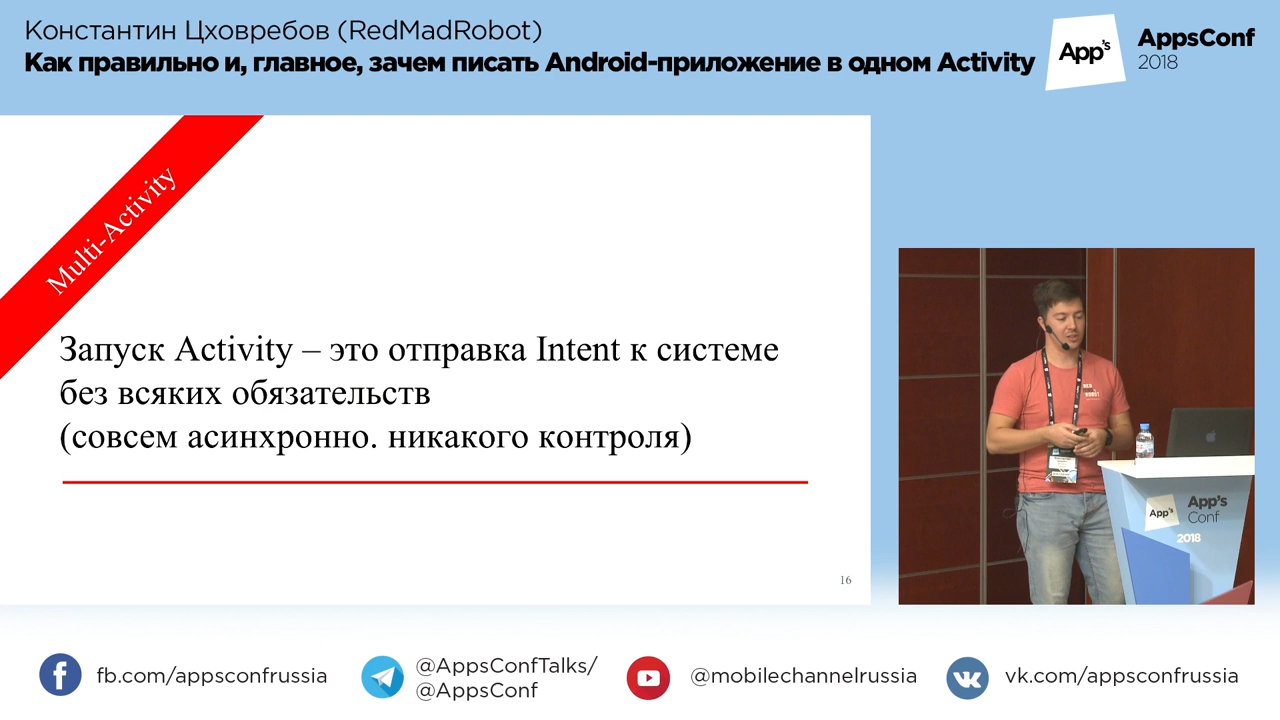 Константин Цховребов (RedMadRobot)
Как правильно и, главное, зачем писать Android-приложение в одном Activity
App's
AppsConf
2018
Multi-Activity
Запуск Activity – это отправка Intent к системе
без всяких обязательств
(совсем асинхронно. никакого контроля)
16
App's
App's
Conf
2018
fb.com/appsconfrussia
@AppsConfTalks/
@AppsConf
@mobilechannelrussia
vk.com/appsconfrussia